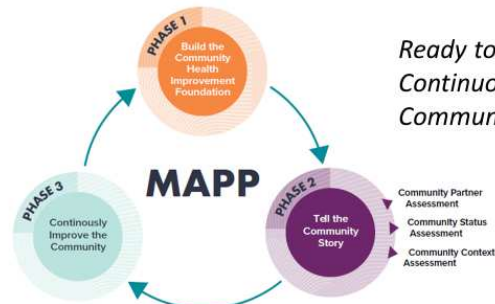 PHASE 1
Build the
Community
Health
Improvement
Foundation
Ready to
Continuo
Communi
MAPP
PHASE 2
Tell the
Community
Story
Community Partner
Assessment
Community Status
Assessment
Community Context
Assessment
PHASE 3
Continously
Improve the
Community